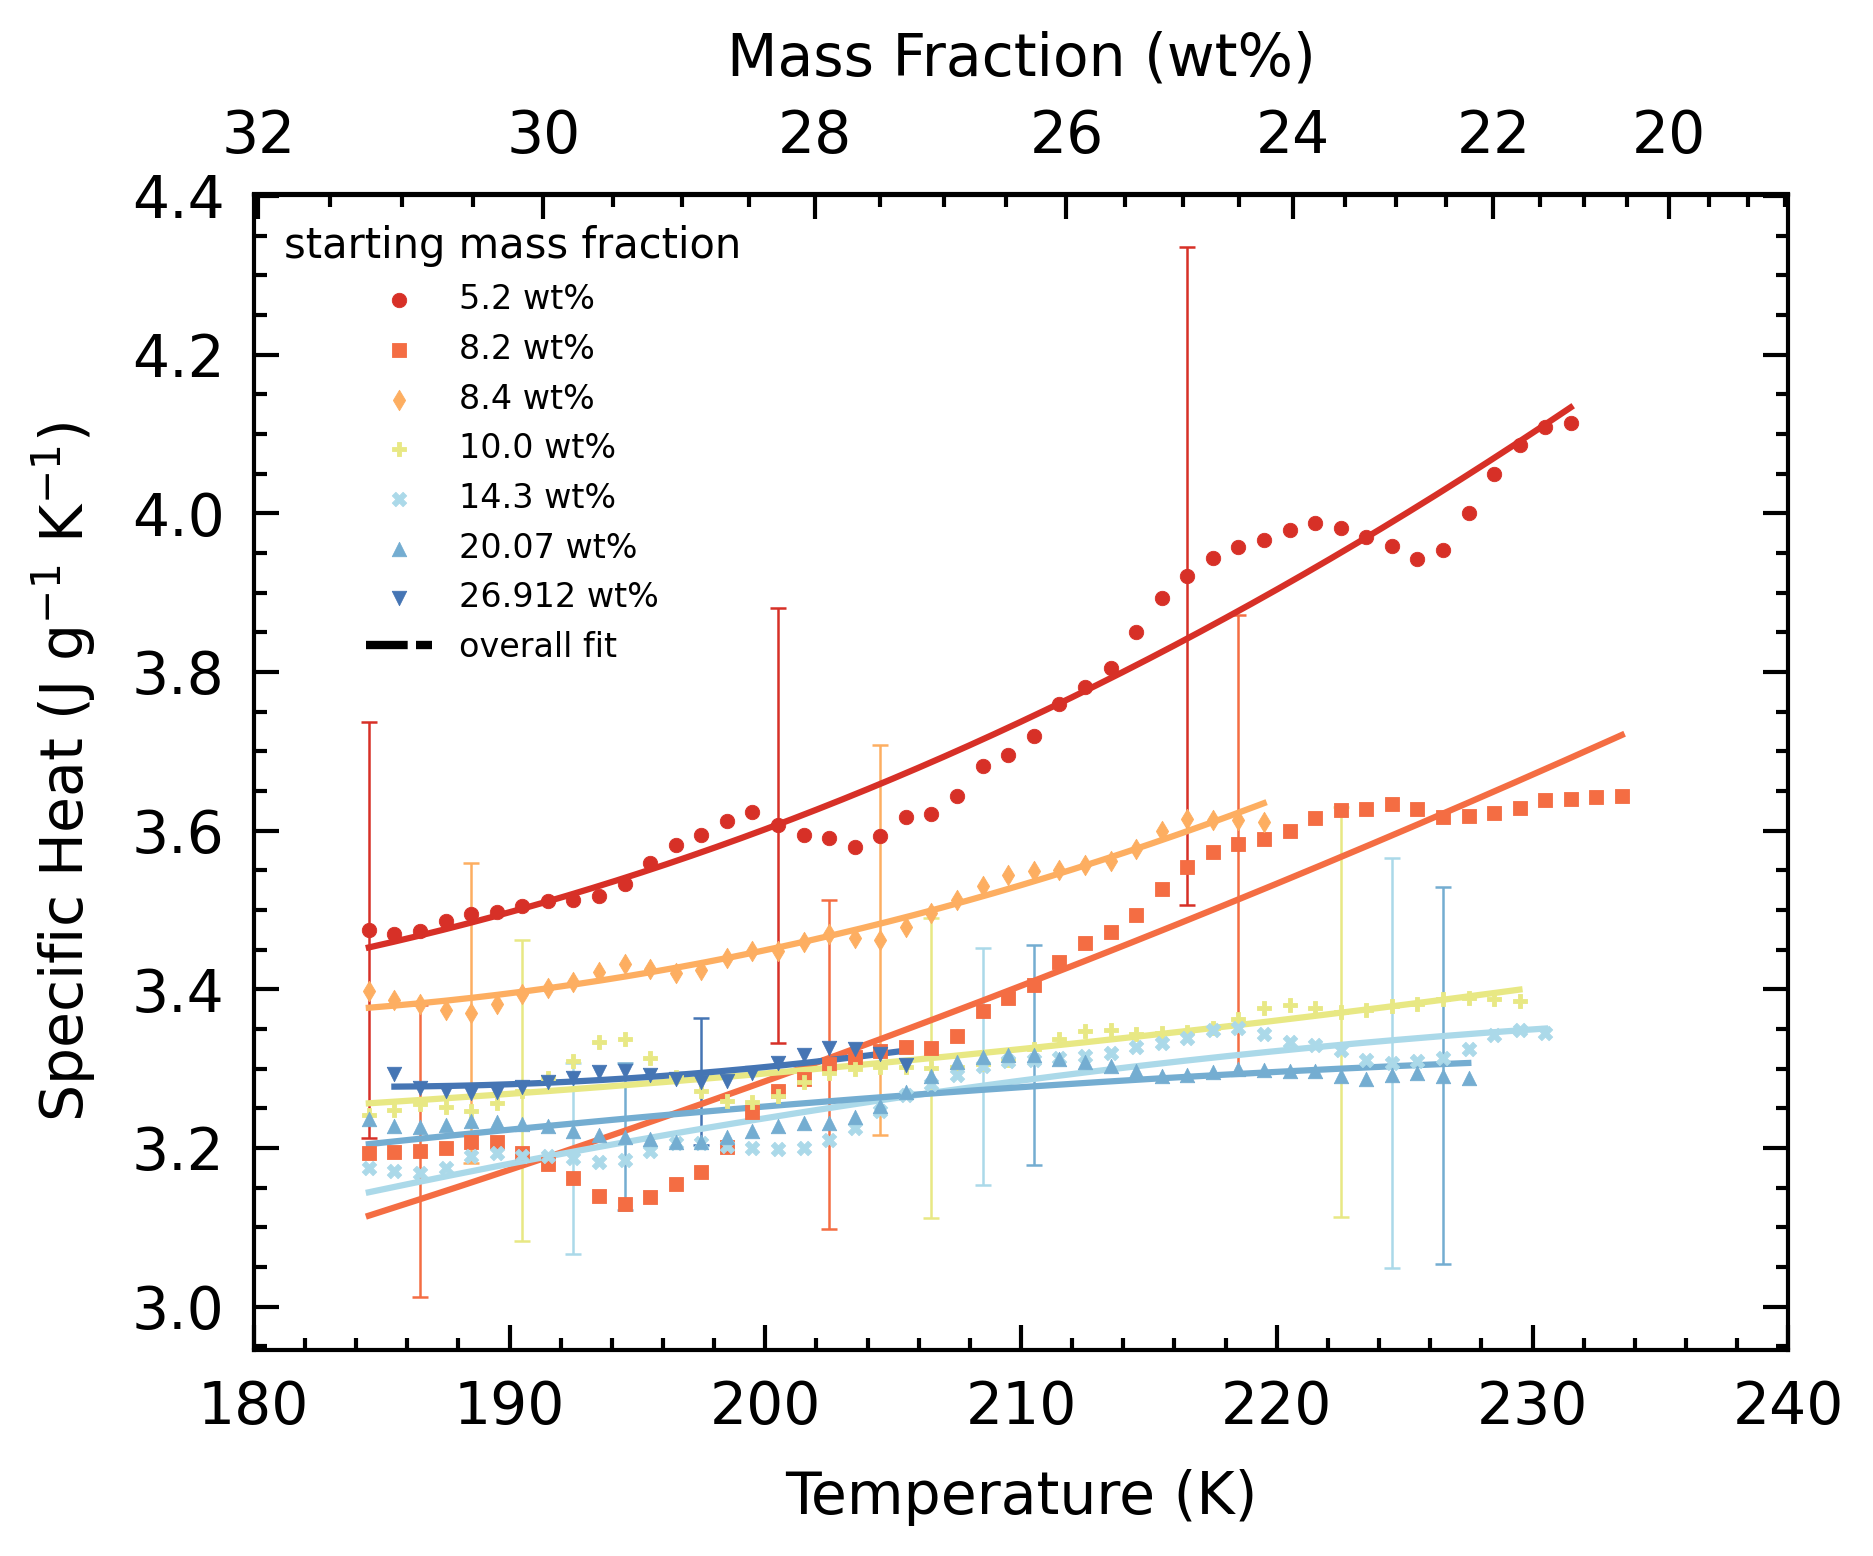 Mass Fraction (wt%)
32 30 28 26 24 22 20
4.4
4.2
4.0
3.8
3.6
3.4
3.2
3.0
Specific Heat (J g⁻¹ K⁻¹)
starting mass fraction
5.2 wt%
8.2 wt%
8.4 wt%
10.0 wt%
14.3 wt%
20.07 wt%
26.912 wt%
overall fit
180 190 200 210 220 230 240
Temperature (K)